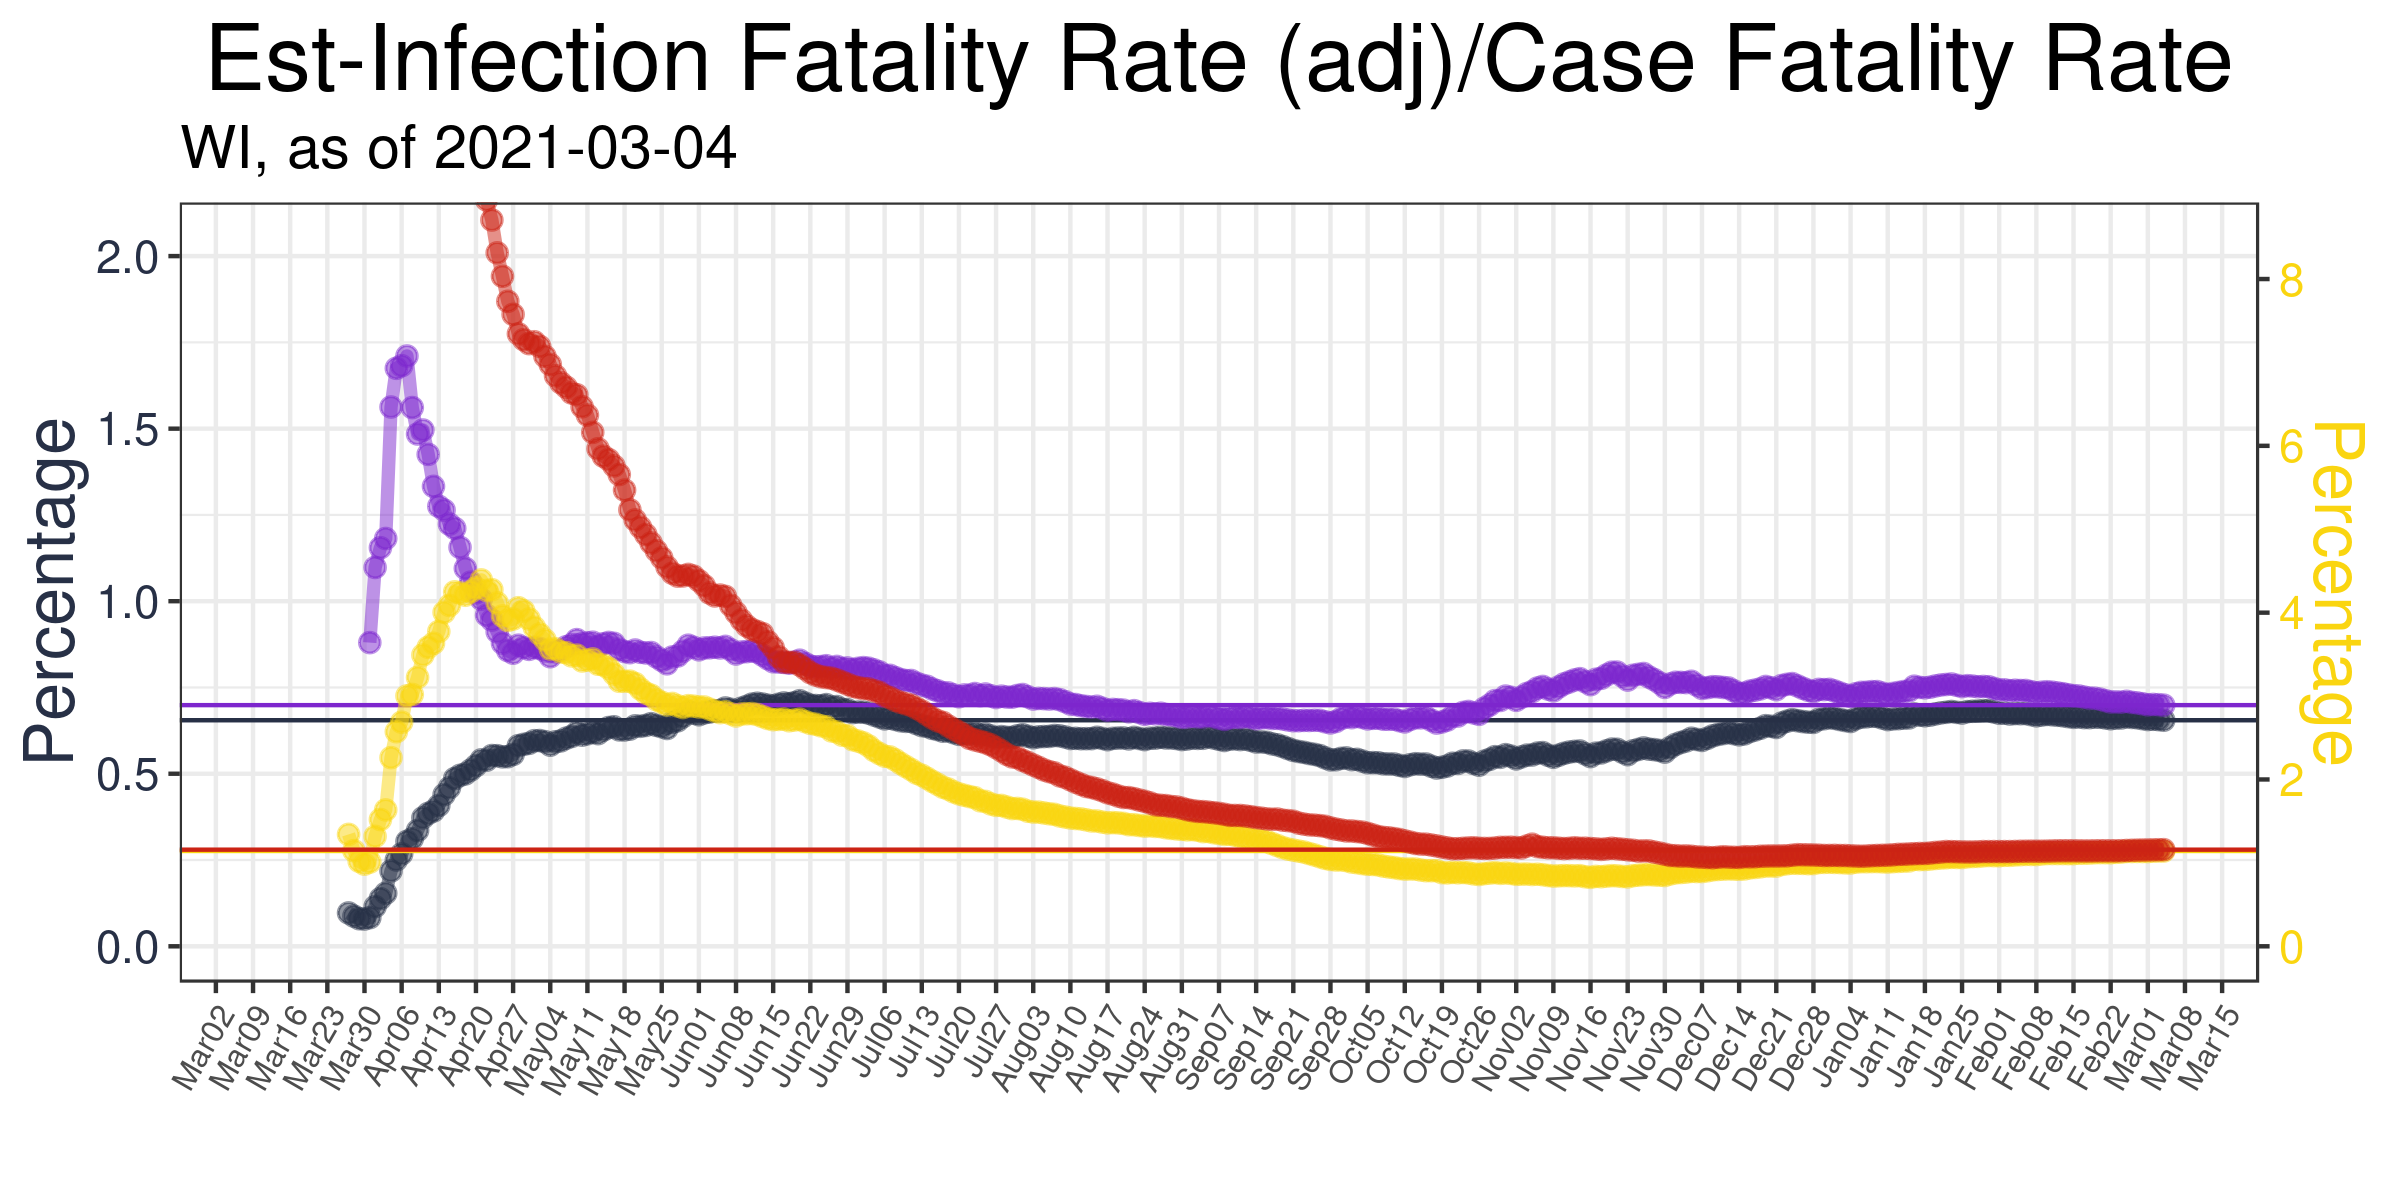 Est-Infection Fatality Rate (adj)/Case Fatality Rate
WI, as of 2021-03-04
Percentage
2.0
1.5
1.0
0.5
0.0
8
6
4
2
0
Percentage
Mar02
Mar09
Mar16
Mar23
Mar30
Apr06
Apr13
Apr20
Apr27
May04
May11
May18
May25
Jun01
Jun08
Jun15
Jun22
Jun29
Jul06
Jul13
Jul20
Jul27
Aug03
Aug10
Aug17
Aug24
Aug31
Sep07
Sep14
Sep21
Sep28
Oct05
Oct12
Oct19
Oct26
Nov02
Nov09
Nov16
Nov23
Nov30
Dec07
Dec14
Dec21
Dec28
Jan04
Jan11
Jan18
Jan25
Feb01
Feb08
Feb15
Feb22
Mar01
Mar08
Mar15